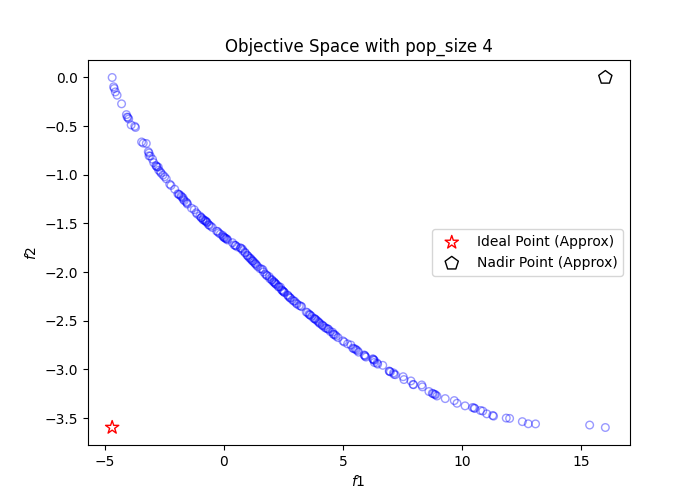 Objective Space with pop_size 4
0.0
−0.5
−1.0
−1.5
−2.0
−2.5
−3.0
−3.5
f2
Ideal Point (Approx)
Nadir Point (Approx)
−5
0
5
10
15
f1